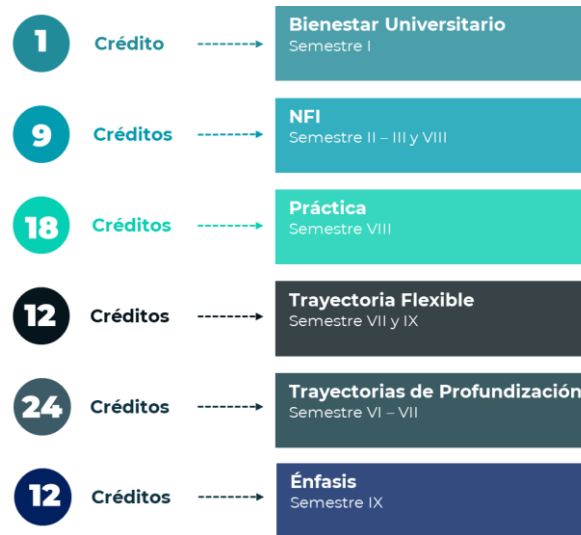 1 Crédito Bienestar Universitario
Semestre I
9 Créditos NFI
Semestre II – III y VIII
18 Créditos Práctica
Semestre VIII
12 Créditos Trayectoria Flexible
Semestre VII y IX
24 Créditos Trayectorias de Profundización
Semestre VI – VII
12 Créditos Énfasis
Semestre IX